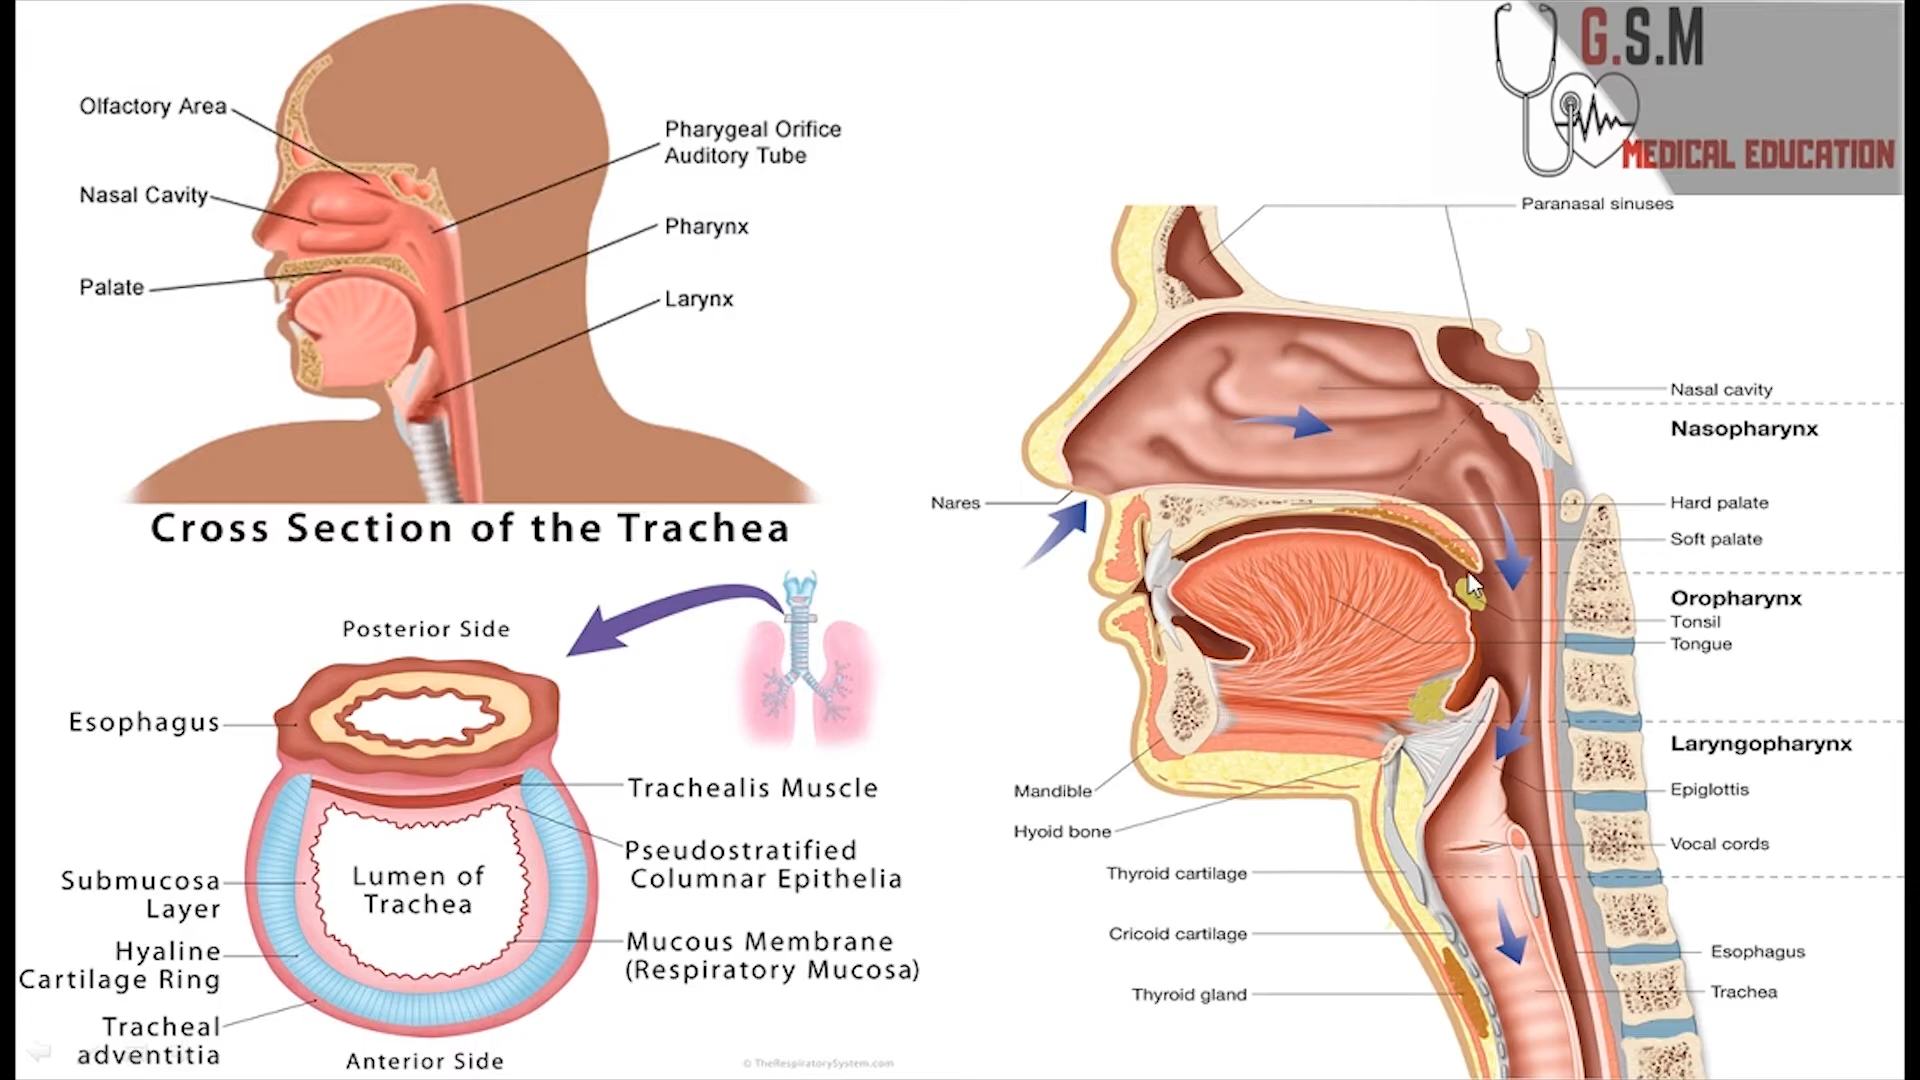 G.S.M
MEDICAL EDUCATION
Olfactory Area
Nasal Cavity
Palate
Pharygeal Orifice
Auditory Tube
Pharynx
Larynx
Cross Section of the Trachea
Posterior Side
Esophagus
Trachealis Muscle
Pseudostratified
Columnar Epithelia
Lumen of
Trachea
Submucosa
Layer
Hyaline
Cartilage Ring
Mucous Membrane
(Respiratory Mucosa)
Tracheal
adventitia
Anterior Side
© TheRespiratorySystem.com
Paranasal sinuses
Nasal cavity
Nasopharynx
Nares
Hard palate
Soft palate
Oropharynx
Tonsil
Tongue
Laryngopharynx
Mandible
Epiglottis
Hyoid bone
Vocal cords
Thyroid cartilage
Cricoid cartilage
Esophagus
Thyroid gland
Trachea